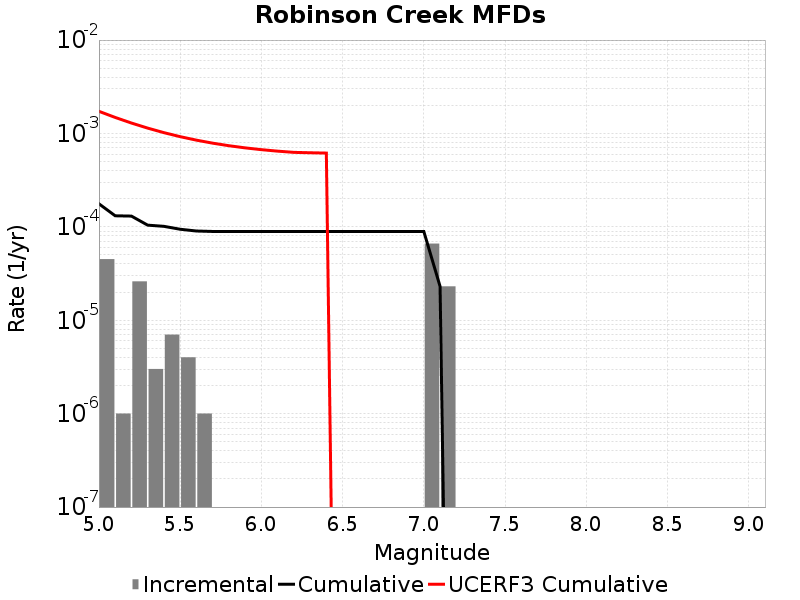 Robinson Creek MFDs
10^-2
10^-3
10^-4
10^-5
10^-6
10^-7
Rate (1/yr)
5.0 5.5 6.0 6.5 7.0 7.5 8.0 8.5 9.0
Magnitude
Incremental Cumulative UCERF3 Cumulative